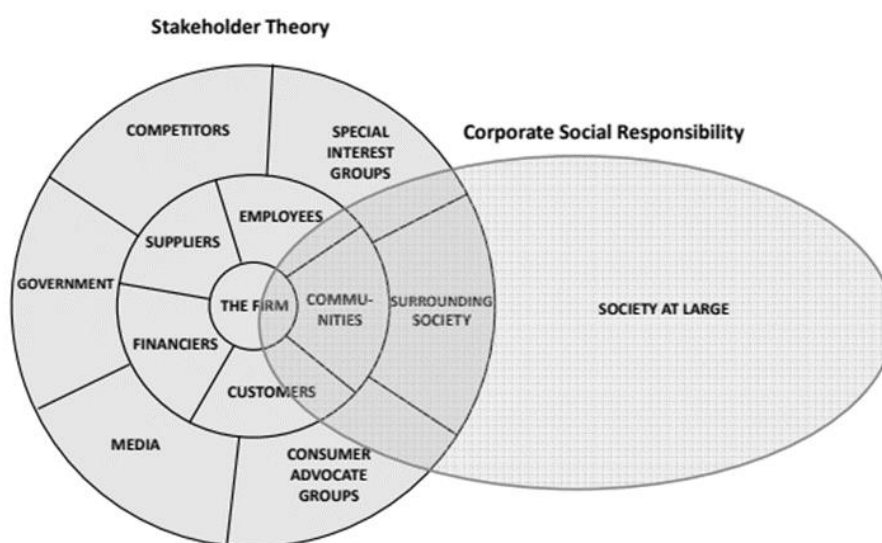 Stakeholder Theory
COMPETITORS
SPECIAL
INTEREST
GROUPS
Corporate Social Responsibility
EMPLOYEES
SUPPLIERS
GOVERNMENT
THE FIRM
COMMU-
NITIES
SURROUNDING
SOCIETY
SOCIETY AT LARGE
FINANCIERS
CUSTOMERS
MEDIA
CONSUMER
ADVOCATE
GROUPS